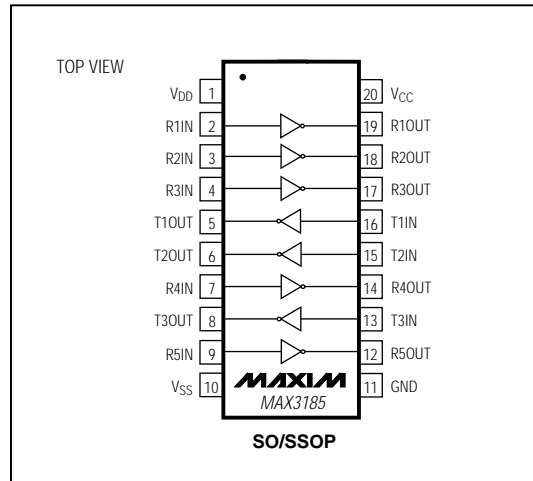 TOP VIEW
VDD 1 20 VCC
R1IN 2 19 R1OUT
R2IN 3 18 R2OUT
R3IN 4 17 R3OUT
T1OUT 5 16 T1IN
T2OUT 6 15 T2IN
R4IN 7 14 R4OUT
T3OUT 8 13 T3IN
R5IN 9 12 R5OUT
VSS 10 MAXIM 11 GND
MAX3185
SO/SSOP